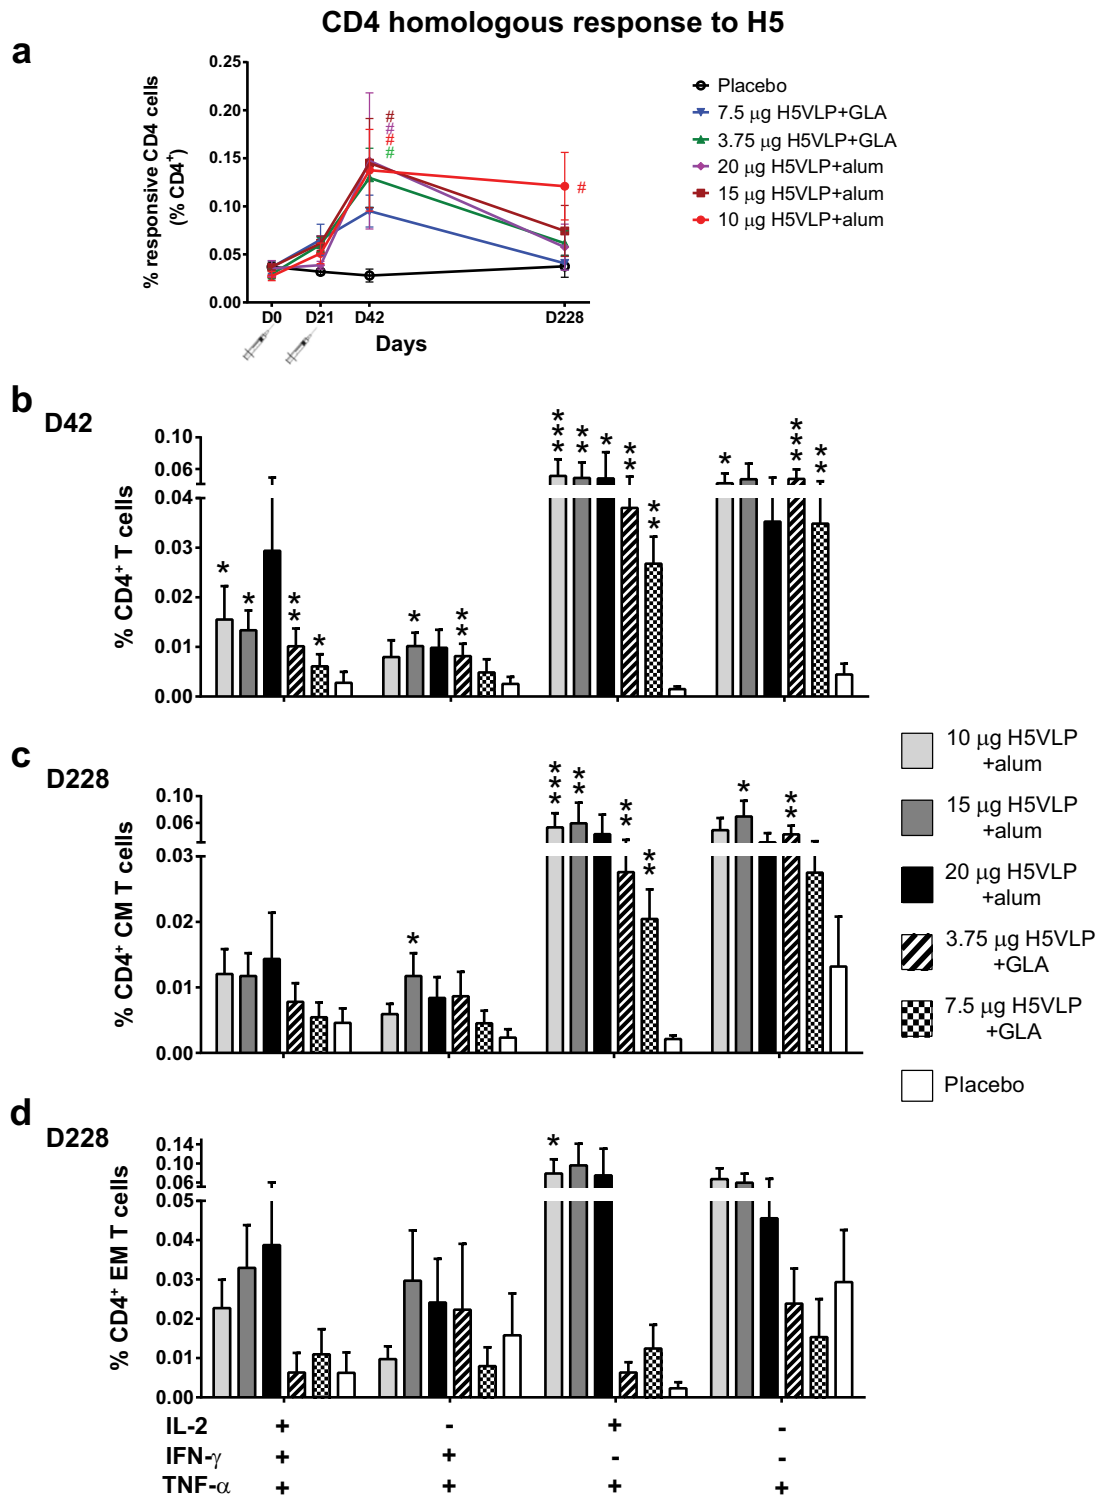 CD4 homologous response to H5
a
% responsive CD4 cells
(% CD4+)
0.25
0.20
0.15
0.10
0.05
0.00
#
#
#
#
#
D0 D21 D42 D228
Days
Placebo
7.5 μg H5VLP+GLA
3.75 μg H5VLP+GLA
20 μg H5VLP+alum
15 μg H5VLP+alum
10 μg H5VLP+alum
b
D42
% CD4+ T cells
0.10
0.06
0.04
0.03
0.02
0.01
0.00
* * ** * * ** *** ** * ** ** * *** **
c
D228
% CD4+ CM T cells
0.10
0.06
0.03
0.02
0.01
0.00
* *** ** ** ** * **
10 μg H5VLP
+alum
15 μg H5VLP
+alum
20 μg H5VLP
+alum
3.75 μg H5VLP
+GLA
7.5 μg H5VLP
+GLA
Placebo
d
D228
% CD4+ EM T cells
0.14
0.10
0.06
0.05
0.04
0.03
0.02
0.01
0.00
*
IL-2 + - + -
IFN-γ + + - -
TNF-α + + + +